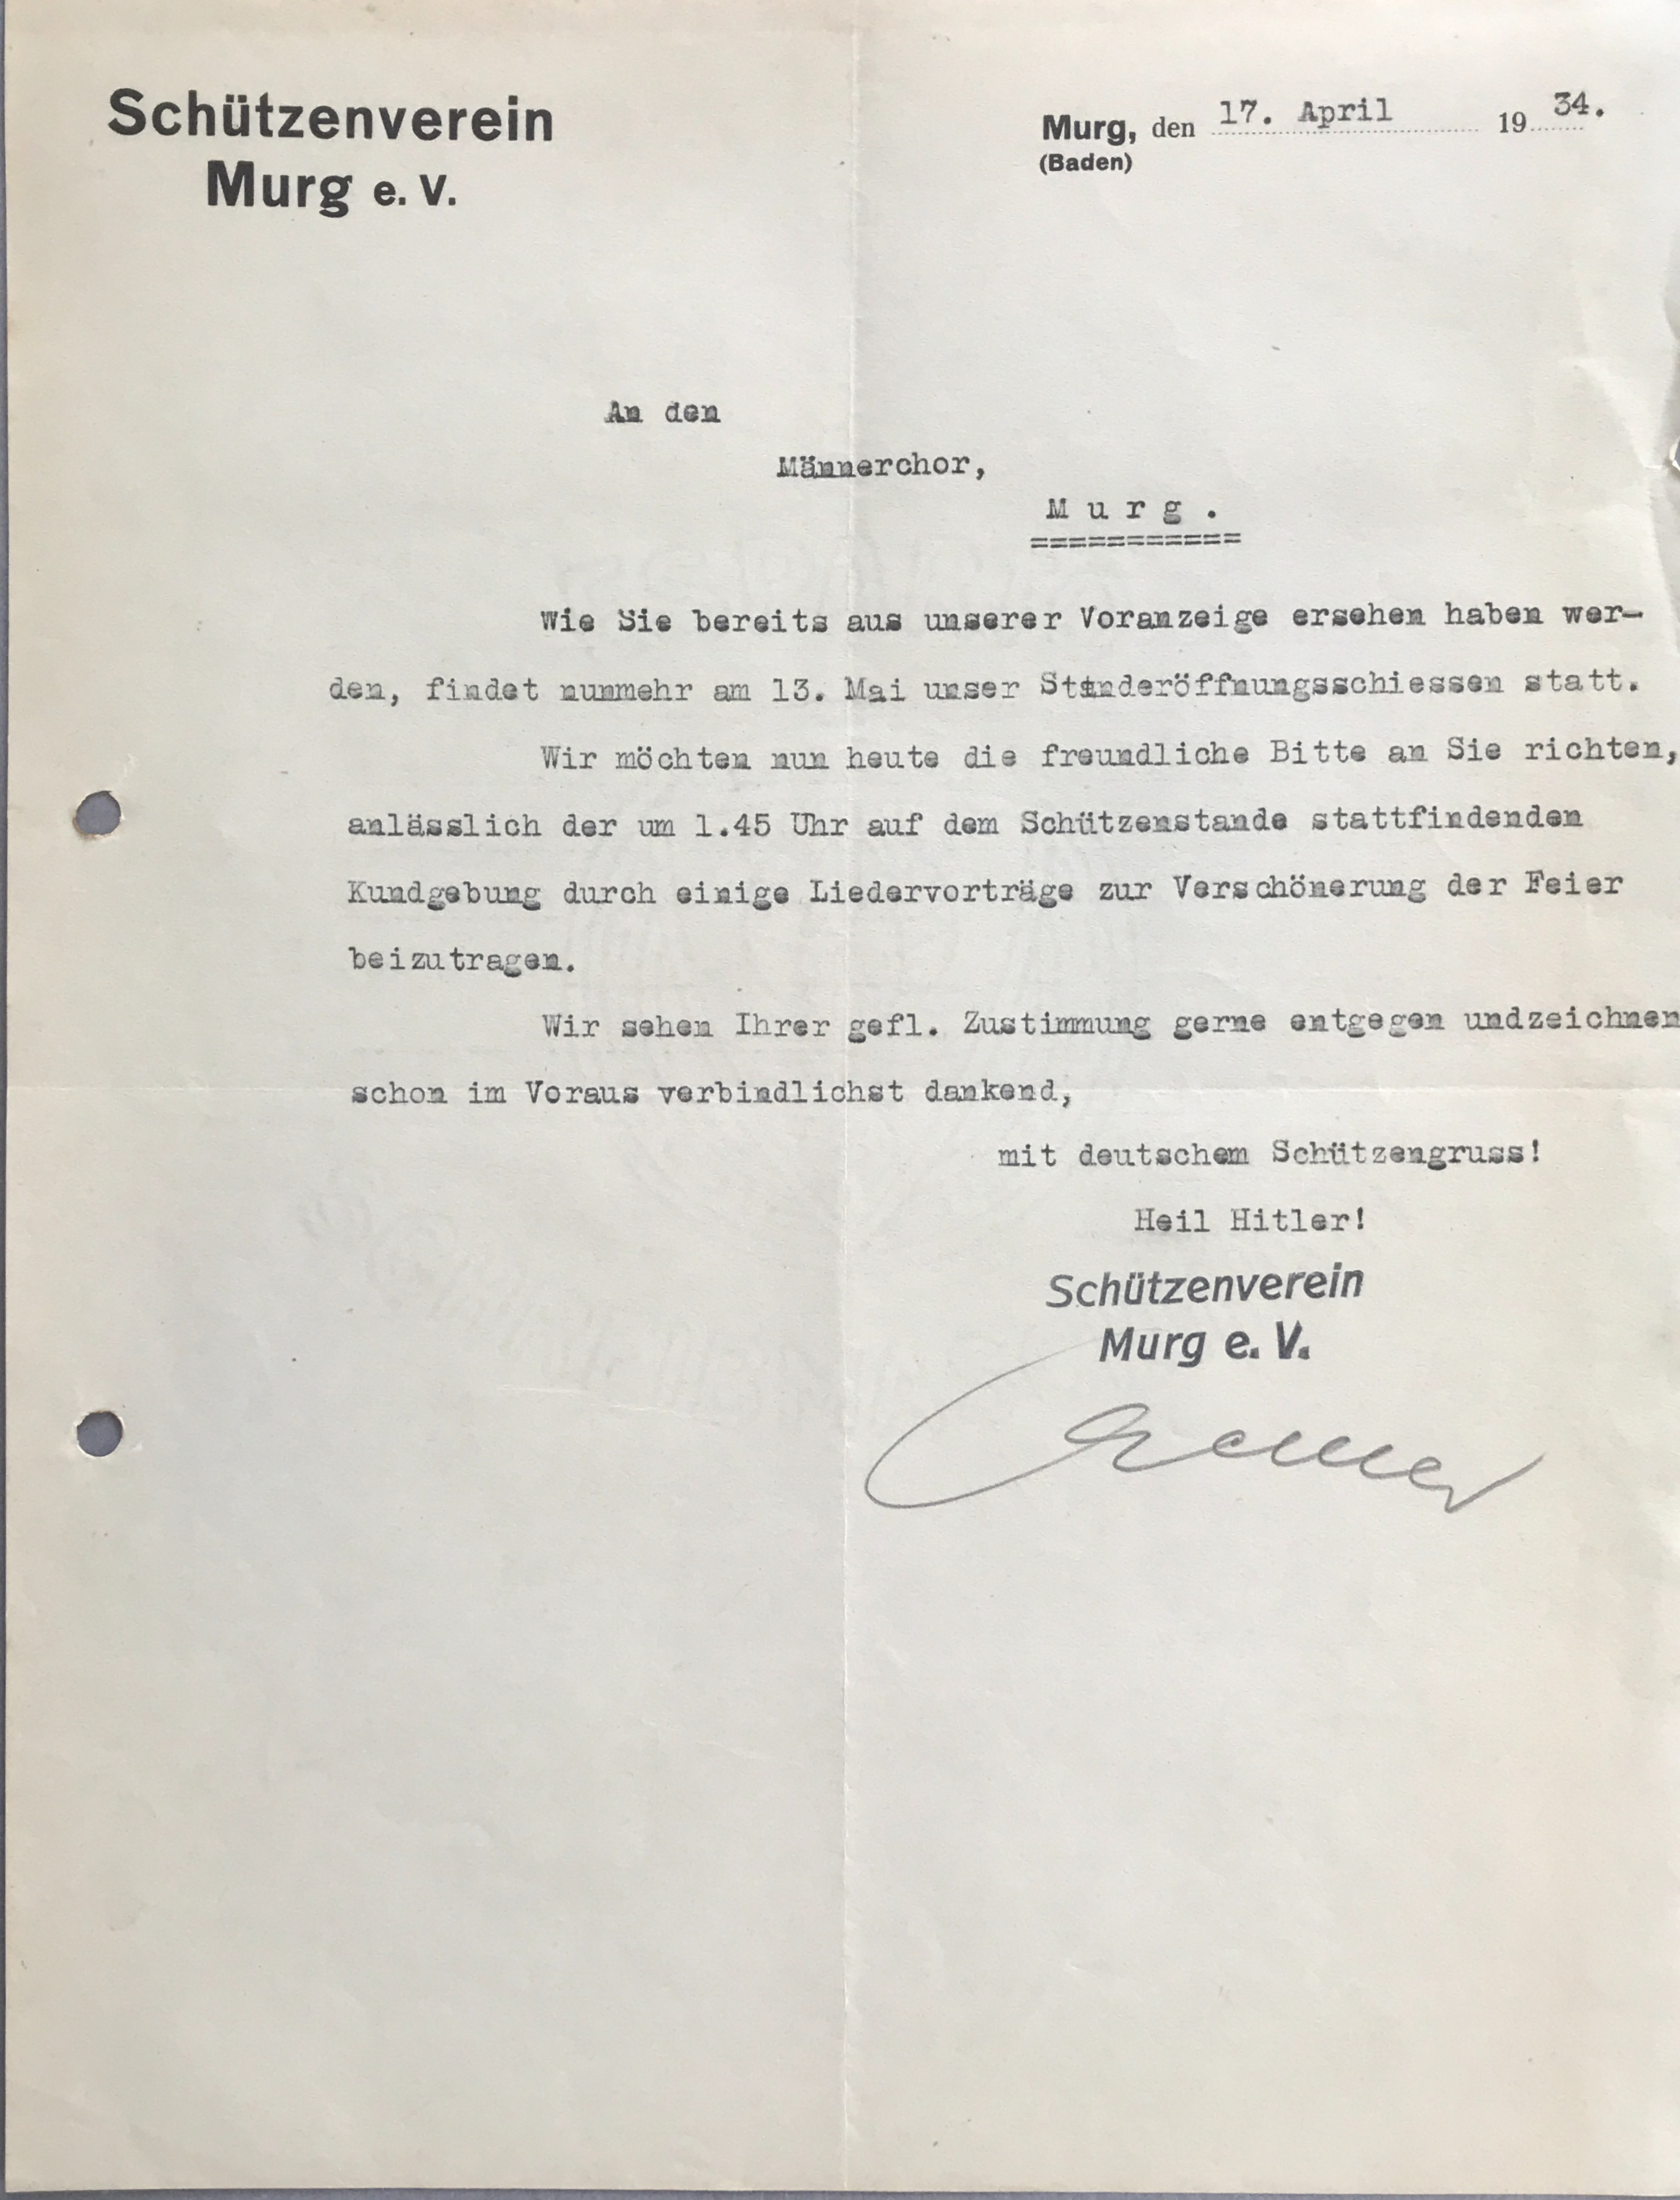 Schützenverein
Murg e. V.
Murg, den 17. April 1934.
(Baden)
An den
Männerchor,
M u r g .
===========
Wie Sie bereits aus unserer Voranzeige ersehen haben wer-
den, findet nunmehr am 13. Mai unser Standeröffnungsschiessen statt.
Wir möchten nun heute die freundliche Bitte an Sie richten,
anlässlich der um 1.45 Uhr auf dem Schützenstande stattfindenden
Kundgebung durch einige Liedervorträge zur Verschönerung der Feier
beizutragen.
Wir sehen Ihrer gefl. Zustimmung gerne entgegen undzeichnen
schon im Voraus verbindlichst dankend,
mit deutschem Schützengruss!
Heil Hitler!
Schützenverein
Murg e. V.